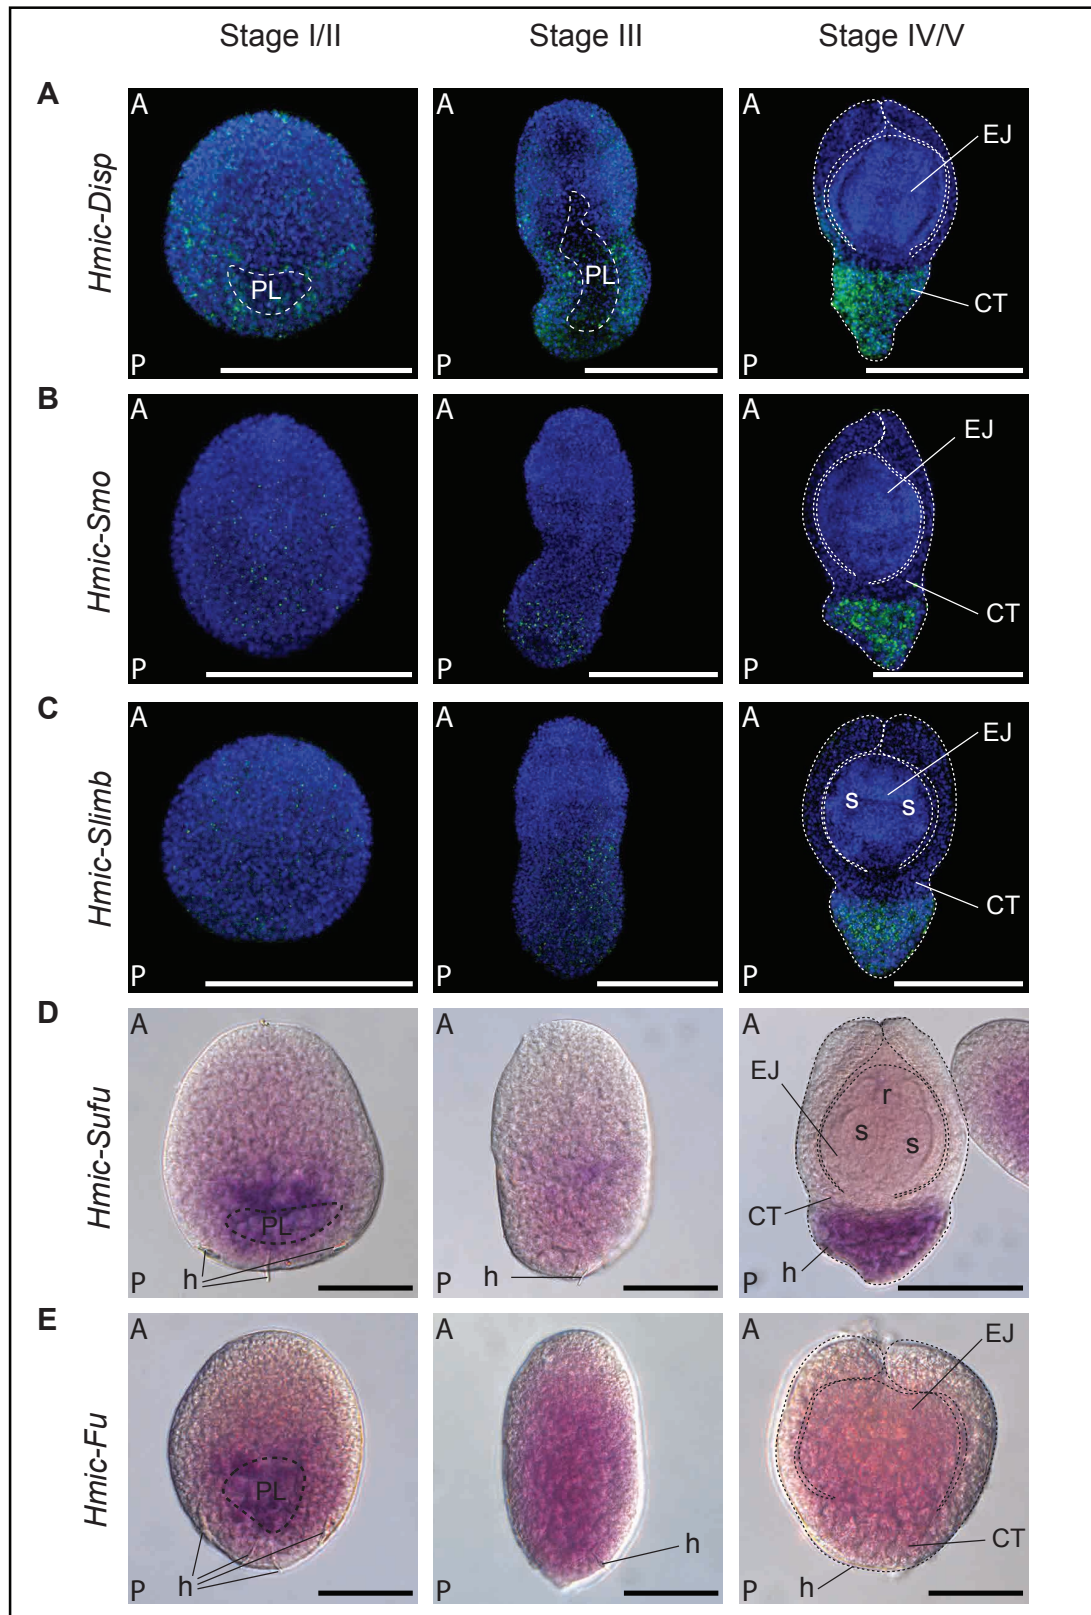 Stage I/II Stage III Stage IV/V
A
Hmic-Disp
A A A
PL PL EJ
CT
P P P
B
Hmic-Smo
A A A
EJ
CT
P P P
C
Hmic-Slimb
A A A
EJ
s s
CT
P P P
D
Hmic-Sufu
A A A
EJ
r
s s
PL
CT
h h h
P P P
E
Hmic-Fu
A A A
EJ
PL
CT
h h h
P P P